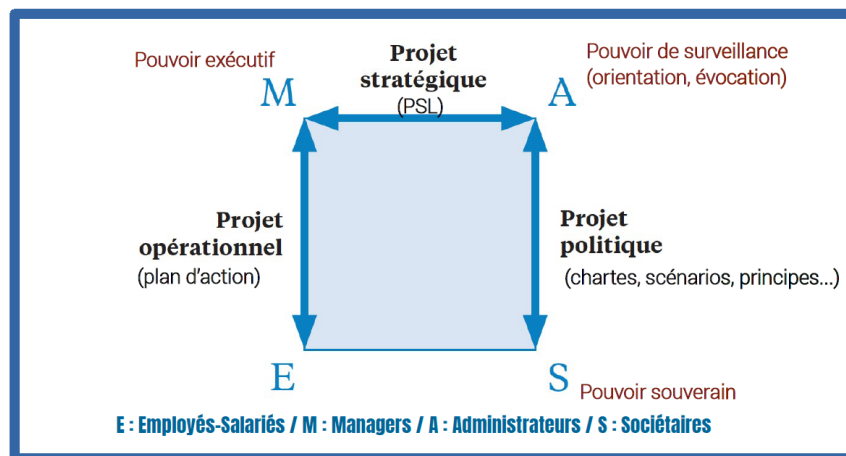 Pouvoir exécutif
M
Projet
stratégique
(PSL)
Pouvoir de surveillance
(orientation, évocation)
A
Projet
opérationnel
(plan d'action)
Projet
politique
(chartes, scénarios, principes...)
E
S
Pouvoir souverain
E : Employés-Salariés / M : Managers / A : Administrateurs / S : Sociétaires